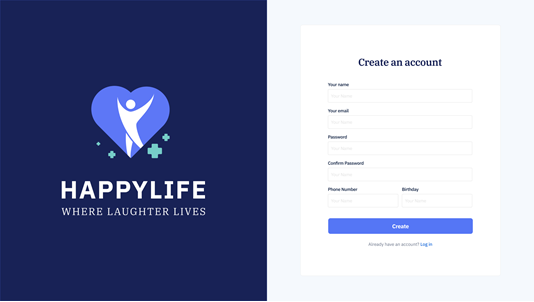 HAPPYLIFE
WHERE LAUGHTER LIVES
Create an account
Your name
Your Name
Your email
Your Name
Password
Your Name
Confirm Password
Your Name
Phone Number Birthday
Your Name Your Name
Create
Already have an account? Log in